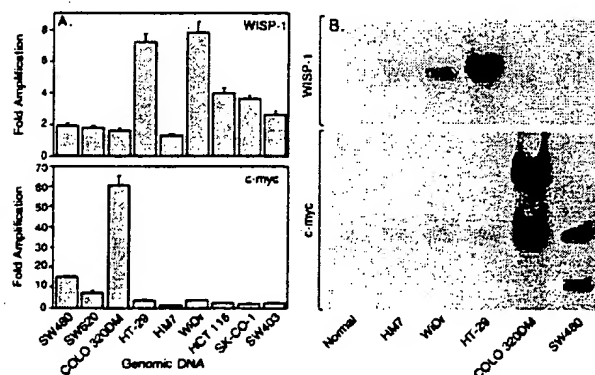 A.
WISP-1
Fold Amplification
8
6
4
2
0
c-myc
Fold Amplification
75
60
50
40
30
20
10
0
SW480
SW620
COLO 320DM
HT-29
HM7
WiDr
HCT 116
SK-CO-1
SW403
Genomic DNA
B.
WISP-1
c-myc
Normal
HM7
WiDr
HT-29
COLO 320DM
SW480